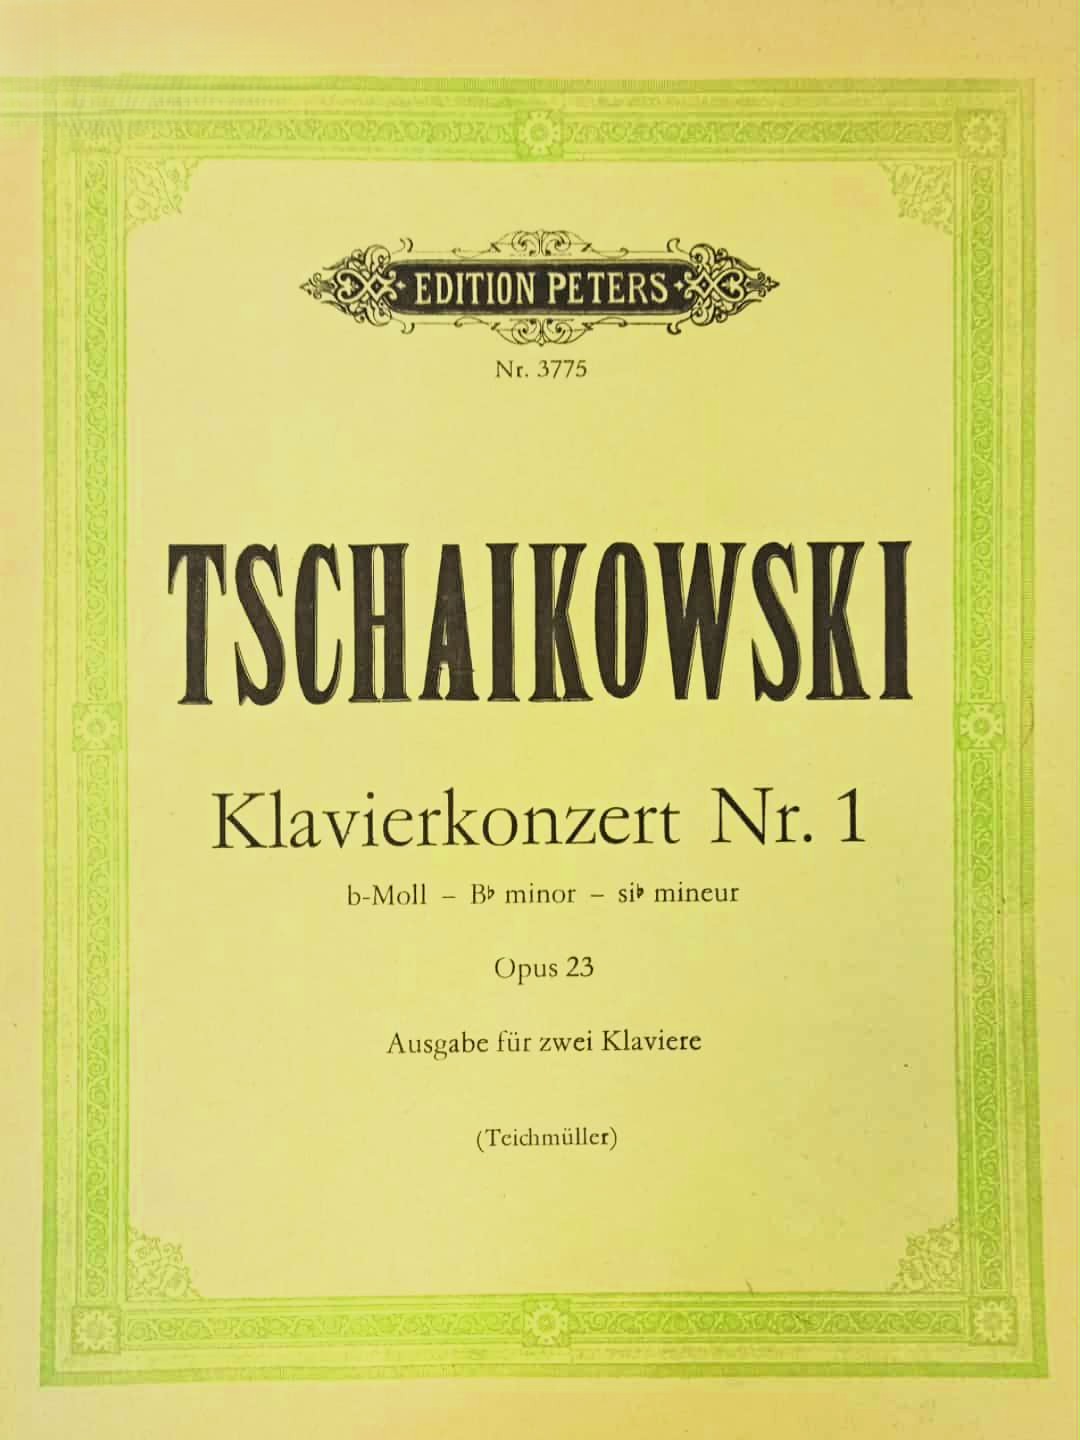 EDITION PETERS
Nr. 3775
TSCHAIKOWSKI
Klavierkonzert Nr. 1
b-Moll – B♭ minor – si♭ mineur
Opus 23
Ausgabe für zwei Klaviere
(Teichmüller)